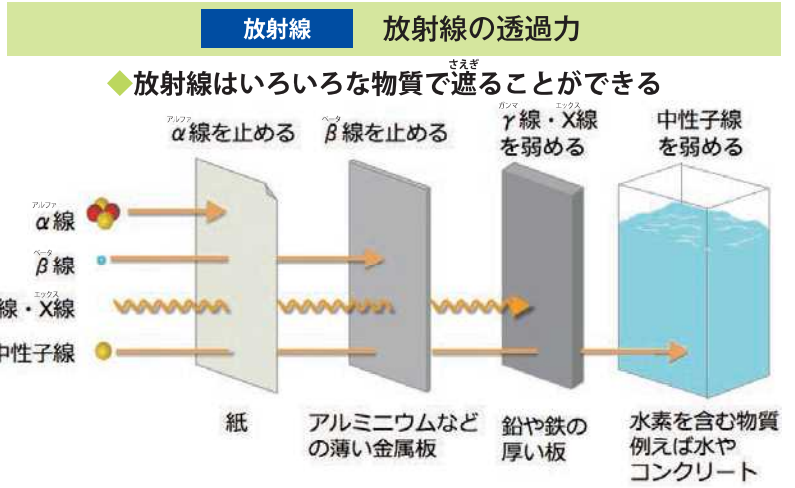 放射線
放射線の透過力
さえぎ
◆放射線はいろいろな物質で遮ることができる
アルファ
α線を止める
ベータ
β線を止める
ガンマ エックス
γ線・X線
を弱める
中性子線
を弱める
アルファ
α線
ベータ
β線
エックス
線・X線
中性子線
紙
アルミニウムなど
の薄い金属板
鉛や鉄の
厚い板
水素を含む物質
例えば水や
コンクリート